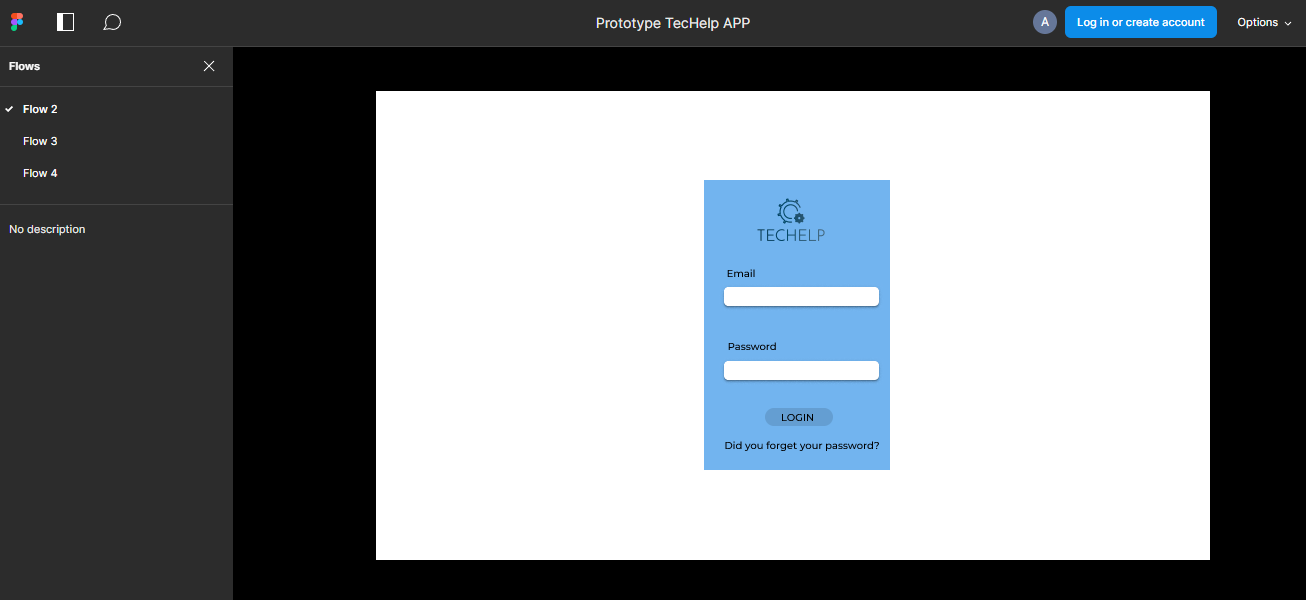 Prototype TecHelp APP
A
Log in or create account
Options
Flows
Flow 2
Flow 3
Flow 4
No description
TECHELP
Email
Password
LOGIN
Did you forget your password?